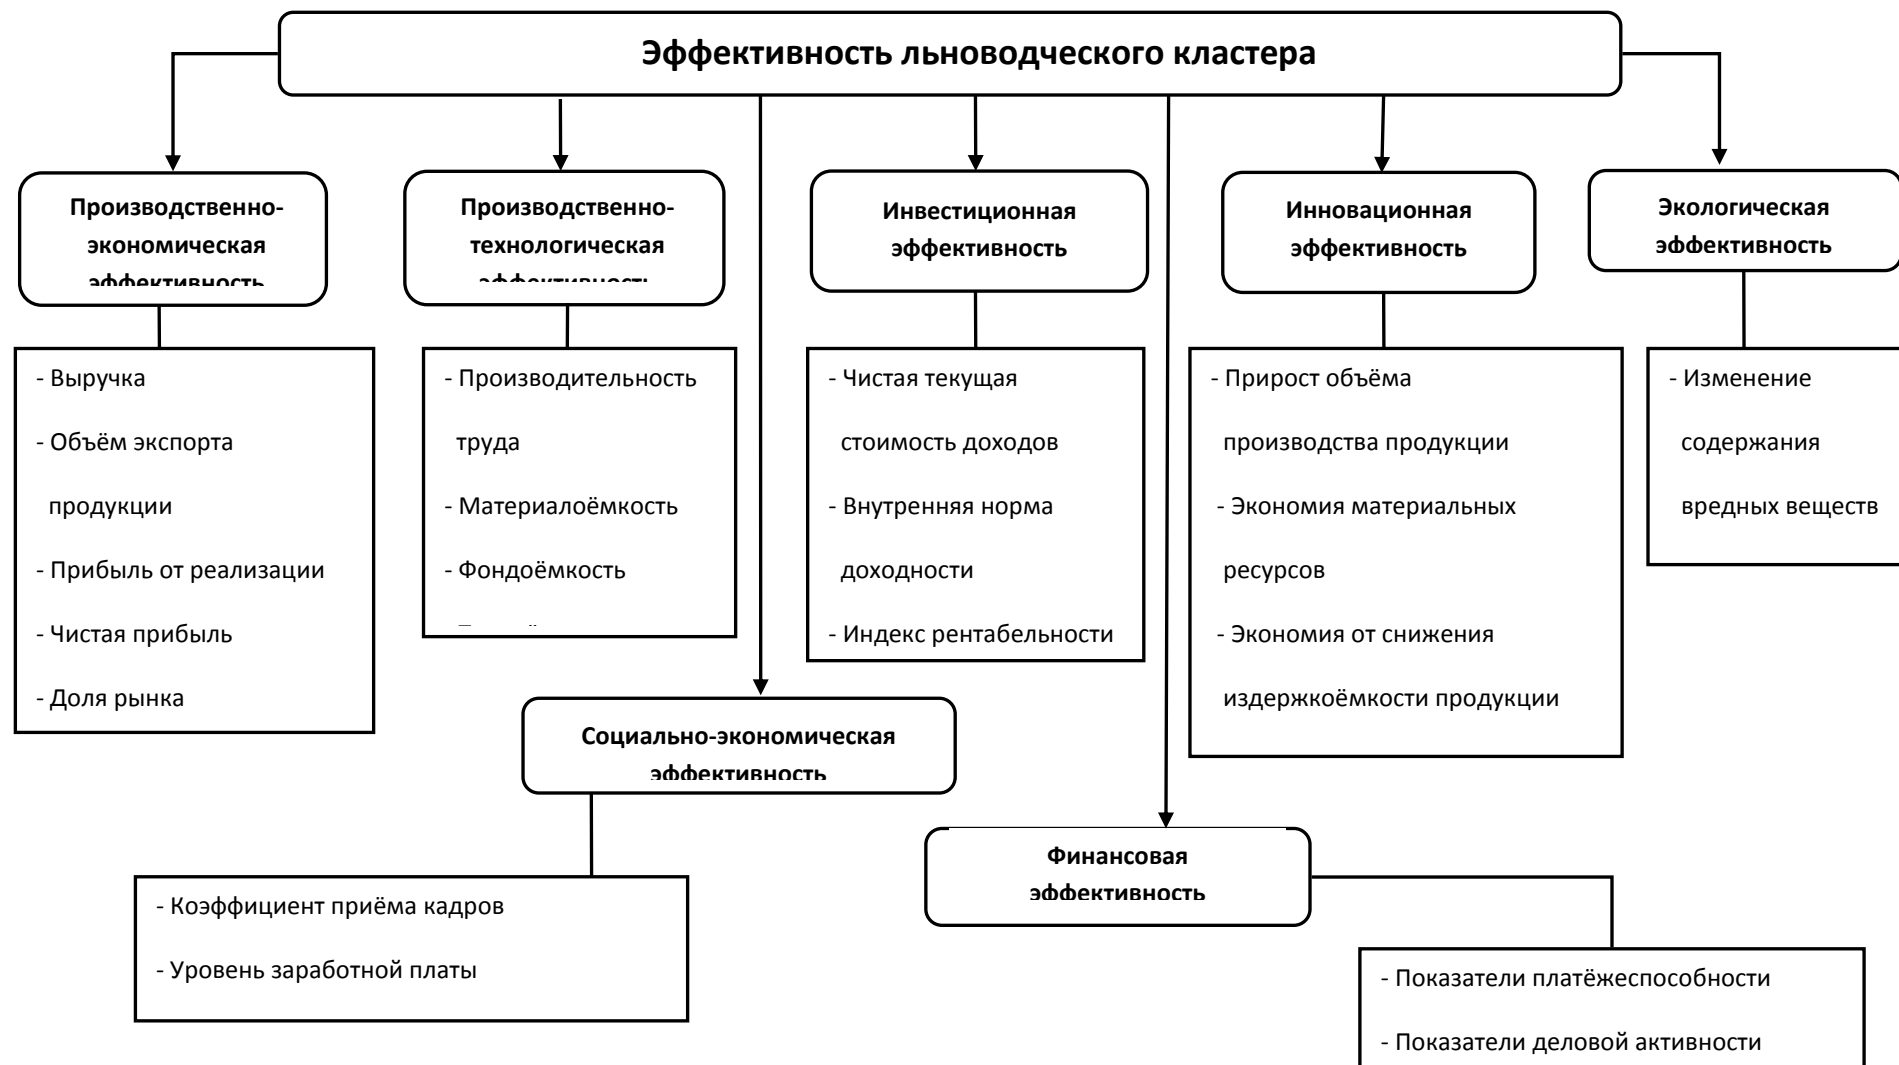 Эффективность льноводческого кластера
Производственно-
экономическая
эффективность
Производственно-
технологическая
эффективность
Инвестиционная
эффективность
Инновационная
эффективность
Экологическая
эффективность
- Выручка
- Объём экспорта
продукции
- Прибыль от реализации
- Чистая прибыль
- Доля рынка
- Производительность
труда
- Материалоёмкость
- Фондоёмкость
- Чистая текущая
стоимость доходов
- Внутренняя норма
доходности
- Индекс рентабельности
- Прирост объёма
производства продукции
- Экономия материальных
ресурсов
- Экономия от снижения
издержкоёмкости продукции
- Изменение
содержания
вредных веществ
Социально-экономическая
эффективность
Финансовая
эффективность
- Коэффициент приёма кадров
- Уровень заработной платы
- Показатели платёжеспособности
- Показатели деловой активности